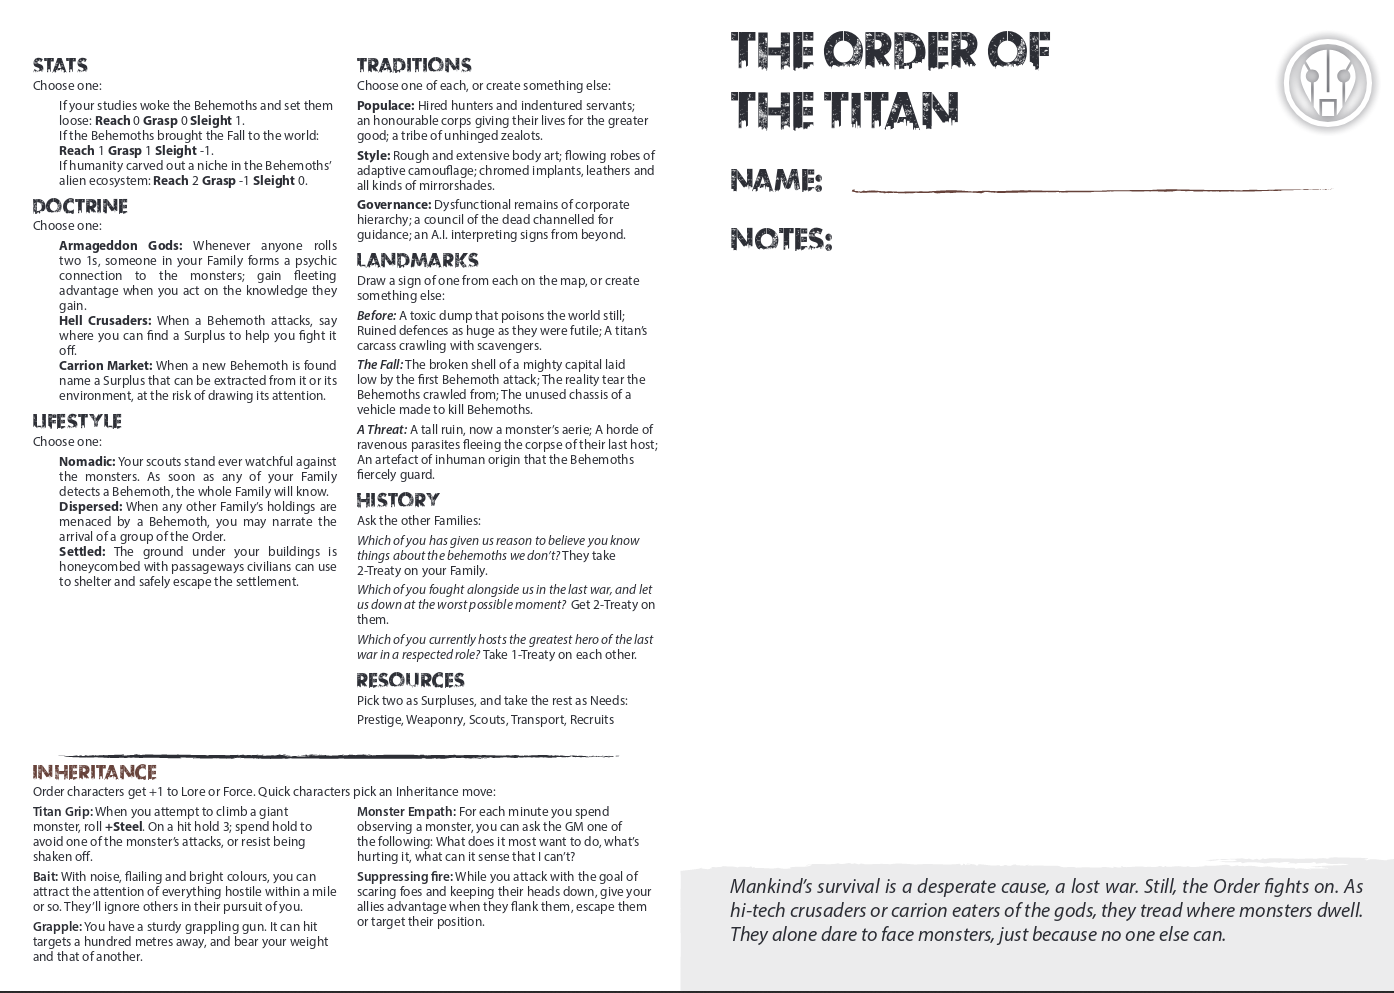 STATS
Choose one:
If your studies woke the Behemoths and set them
loose: Reach 0 Grasp 0 Sleight 1.
If the Behemoths brought the Fall to the world:
Reach 1 Grasp 1 Sleight -1.
If humanity carved out a niche in the Behemoths’
alien ecosystem: Reach 2 Grasp -1 Sleight 0.
DOCTRINE
Choose one:
Armageddon Gods: Whenever anyone rolls
two 1s, someone in your Family forms a psychic
connection to the monsters; gain fleeting
advantage when you act on the knowledge they
gain.
Hell Crusaders: When a Behemoth attacks, say
where you can find a Surplus to help you fight it
off.
Carrion Market: When a new Behemoth is found
name a Surplus that can be extracted from it or its
environment, at the risk of drawing its attention.
LIFESTYLE
Choose one:
Nomadic: Your scouts stand ever watchful against
the monsters. As soon as any of your Family
detects a Behemoth, the whole Family will know.
Dispersed: When any other Family’s holdings are
menaced by a Behemoth, you may narrate the
arrival of a group of the Order.
Settled: The ground under your buildings is
honeycombed with passageways civilians can use
to shelter and safely escape the settlement.
TRADITIONS
Choose one of each, or create something else:
Populace: Hired hunters and indentured servants;
an honourable corps giving their lives for the greater
good; a tribe of unhinged zealots.
Style: Rough and extensive body art; flowing robes of
adaptive camouflage; chromed implants, leathers and
all kinds of mirrorshades.
Governance: Dysfunctional remains of corporate
hierarchy; a council of the dead channelled for
guidance; an A.I. interpreting signs from beyond.
LANDMARKS
Draw a sign of one from each on the map, or create
something else:
Before: A toxic dump that poisons the world still;
Ruined defences as huge as they were futile; A titan’s
carcass crawling with scavengers.
The Fall: The broken shell of a mighty capital laid
low by the first Behemoth attack; The reality tear the
Behemoths crawled from; The unused chassis of a
vehicle made to kill Behemoths.
A Threat: A tall ruin, now a monster’s aerie; A horde of
ravenous parasites fleeing the corpse of their last host;
An artefact of inhuman origin that the Behemoths
fiercely guard.
HISTORY
Ask the other Families:
Which of you has given us reason to believe you know
things about the behemoths we don’t? They take
2-Treaty on your Family.
Which of you fought alongside us in the last war, and let
us down at the worst possible moment? Get 2-Treaty on
them.
Which of you currently hosts the greatest hero of the last
war in a respected role? Take 1-Treaty on each other.
RESOURCES
Pick two as Surpluses, and take the rest as Needs:
Prestige, Weaponry, Scouts, Transport, Recruits
INHERITANCE
Order characters get +1 to Lore or Force. Quick characters pick an Inheritance move:
Titan Grip: When you attempt to climb a giant
monster, roll +Steel. On a hit hold 3; spend hold to
avoid one of the monster’s attacks, or resist being
shaken off.
Bait: With noise, flailing and bright colours, you can
attract the attention of everything hostile within a mile
or so. They’ll ignore others in their pursuit of you.
Grapple: You have a sturdy grappling gun. It can hit
targets a hundred metres away, and bear your weight
and that of another.
Monster Empath: For each minute you spend
observing a monster, you can ask the GM one of
the following: What does it most want to do, what’s
hurting it, what can it sense that I can’t?
Suppressing fire: While you attack with the goal of
scaring foes and keeping their heads down, give your
allies advantage when they flank them, escape them
or target their position.
THE ORDER OF
THE TITAN
NAME:
NOTES:
Mankind’s survival is a desperate cause, a lost war. Still, the Order fights on. As
hi-tech crusaders or carrion eaters of the gods, they tread where monsters dwell.
They alone dare to face monsters, just because no one else can.